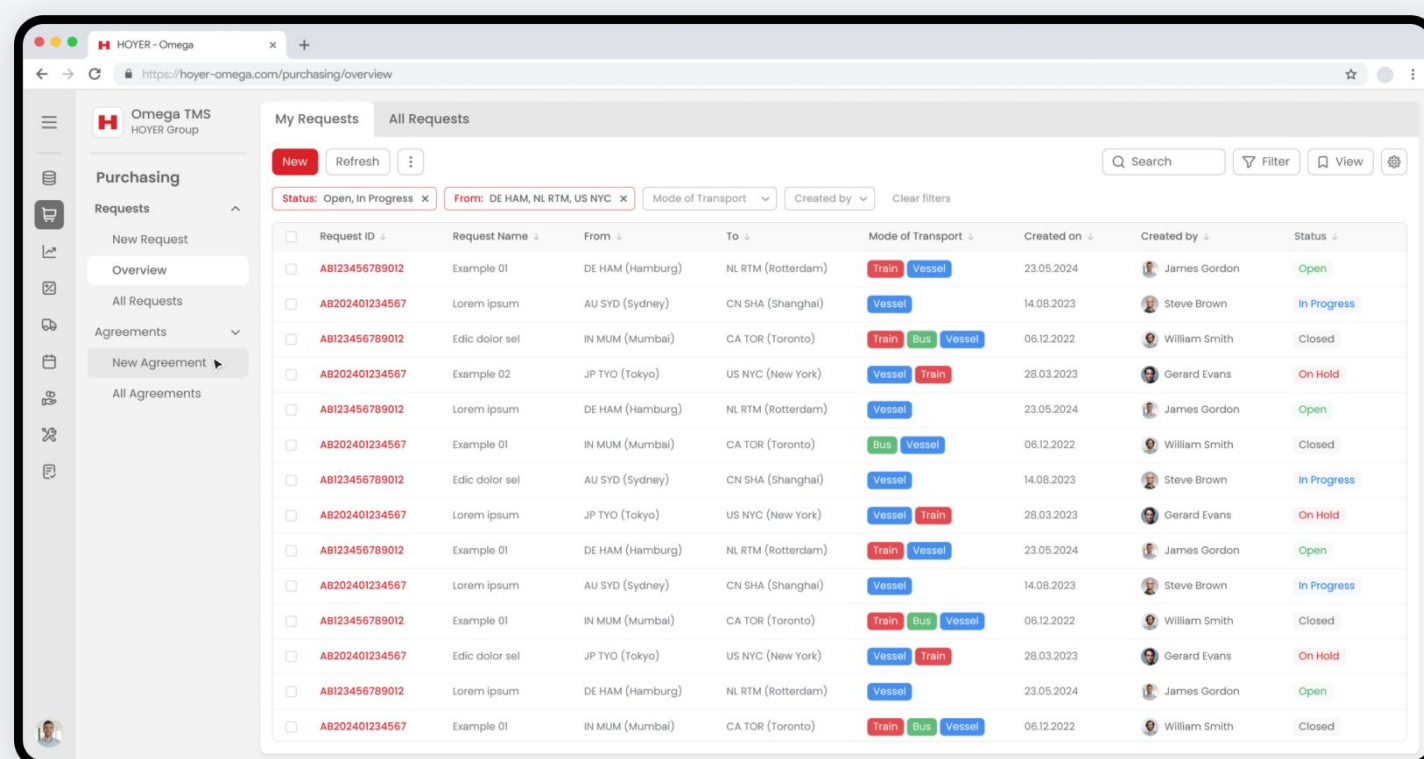 HOYER - Omega
https://hoyer-omega.com/purchasing/overview
Omega TMS
HOYER Group
Purchasing
Requests
New Request
Overview
All Requests
Agreements
New Agreement
All Agreements
My Requests All Requests
New Refresh Search Filter View
Status: Open, In Progress From: DE HAM, NL RTM, US NYC Mode of Transport Created by Clear filters
Request ID Request Name From To Mode of Transport Created on Created by Status
AB123456789012 Example 01 DE HAM (Hamburg) NL RTM (Rotterdam) Train Vessel 23.05.2024 James Gordon Open
AB202401234567 Lorem ipsum AU SYD (Sydney) CN SHA (Shanghai) Vessel 14.08.2023 Steve Brown In Progress
AB123456789012 Edic dolor sel IN MUM (Mumbai) CA TOR (Toronto) Train Bus Vessel 06.12.2022 William Smith Closed
AB202401234567 Example 02 JP TYO (Tokyo) US NYC (New York) Vessel Train 28.03.2023 Gerard Evans On Hold
AB123456789012 Lorem ipsum DE HAM (Hamburg) NL RTM (Rotterdam) Vessel 23.05.2024 James Gordon Open
AB202401234567 Example 01 IN MUM (Mumbai) CA TOR (Toronto) Bus Vessel 06.12.2022 William Smith Closed
AB123456789012 Edic dolor sel AU SYD (Sydney) CN SHA (Shanghai) Vessel 14.08.2023 Steve Brown In Progress
AB202401234567 Lorem ipsum JP TYO (Tokyo) US NYC (New York) Vessel Train 28.03.2023 Gerard Evans On Hold
AB123456789012 Example 01 DE HAM (Hamburg) NL RTM (Rotterdam) Train Vessel 23.05.2024 James Gordon Open
AB202401234567 Lorem ipsum AU SYD (Sydney) CN SHA (Shanghai) Vessel 14.08.2023 Steve Brown In Progress
AB123456789012 Example 01 IN MUM (Mumbai) CA TOR (Toronto) Train Bus Vessel 06.12.2022 William Smith Closed
AB202401234567 Edic dolor sel JP TYO (Tokyo) US NYC (New York) Vessel Train 28.03.2023 Gerard Evans On Hold
AB123456789012 Lorem ipsum DE HAM (Hamburg) NL RTM (Rotterdam) Vessel 23.05.2024 James Gordon Open
AB202401234567 Example 01 IN MUM (Mumbai) CA TOR (Toronto) Train Bus Vessel 06.12.2022 William Smith Closed